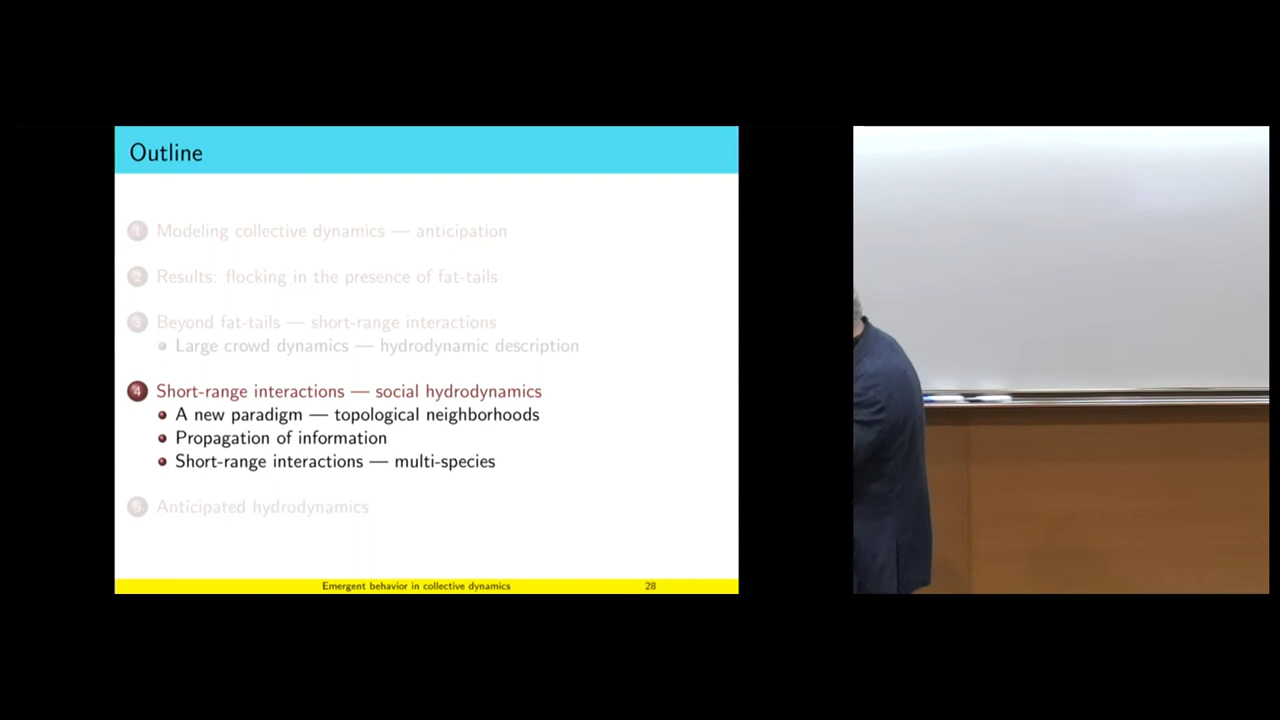 Outline
1 Modeling collective dynamics — anticipation
2 Results: flocking in the presence of fat-tails
3 Beyond fat-tails — short-range interactions
Large crowd dynamics — hydrodynamic description
4 Short-range interactions — social hydrodynamics
A new paradigm — topological neighborhoods
Propagation of information
Short-range interactions — multi-species
5 Anticipated hydrodynamics
Emergent behavior in collective dynamics 28